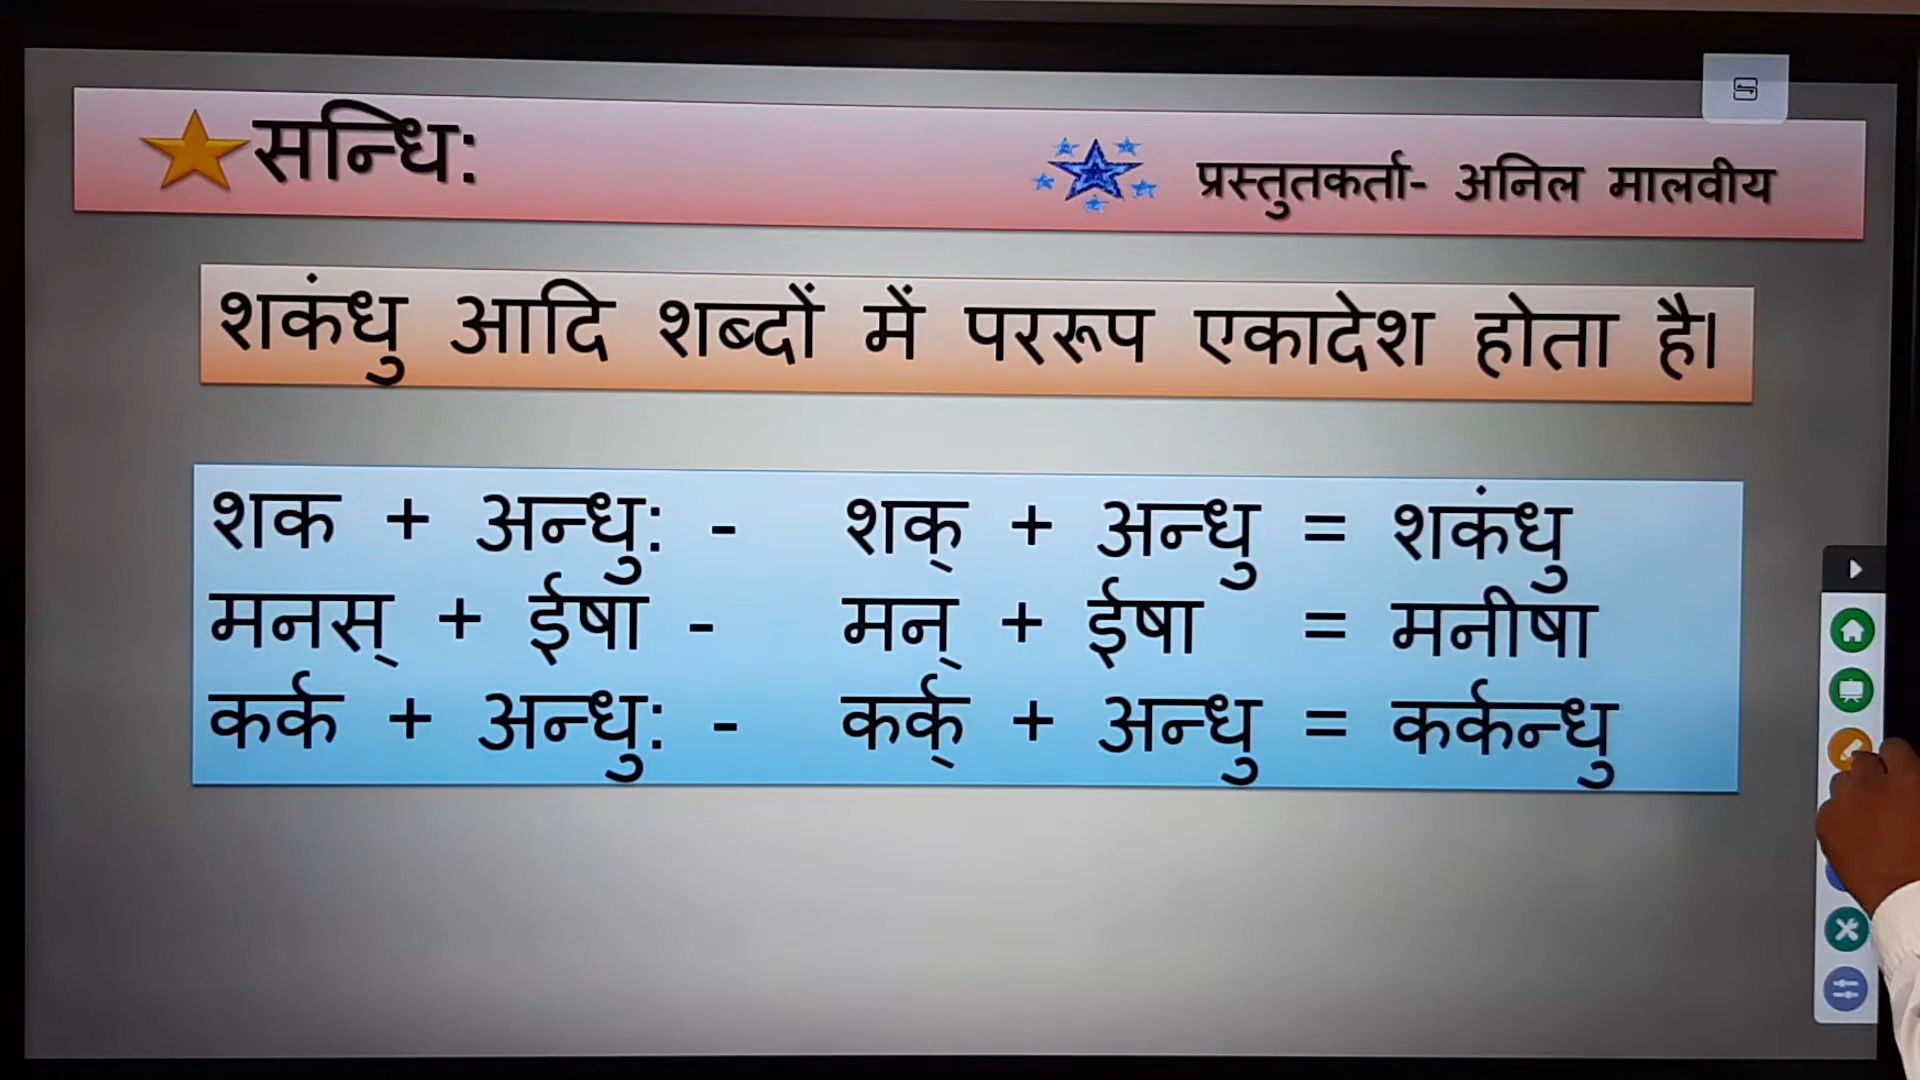 सन्धि: प्रस्तुतकर्ता- अनिल मालवीय
शकंधु आदि शब्दों में पररूप एकादेश होता है।
शक + अन्धु: - शक् + अन्धु = शकंधु
मनस् + ईषा - मन् + ईषा = मनीषा
कर्क + अन्धु: - कर्क् + अन्धु = कर्कन्धु